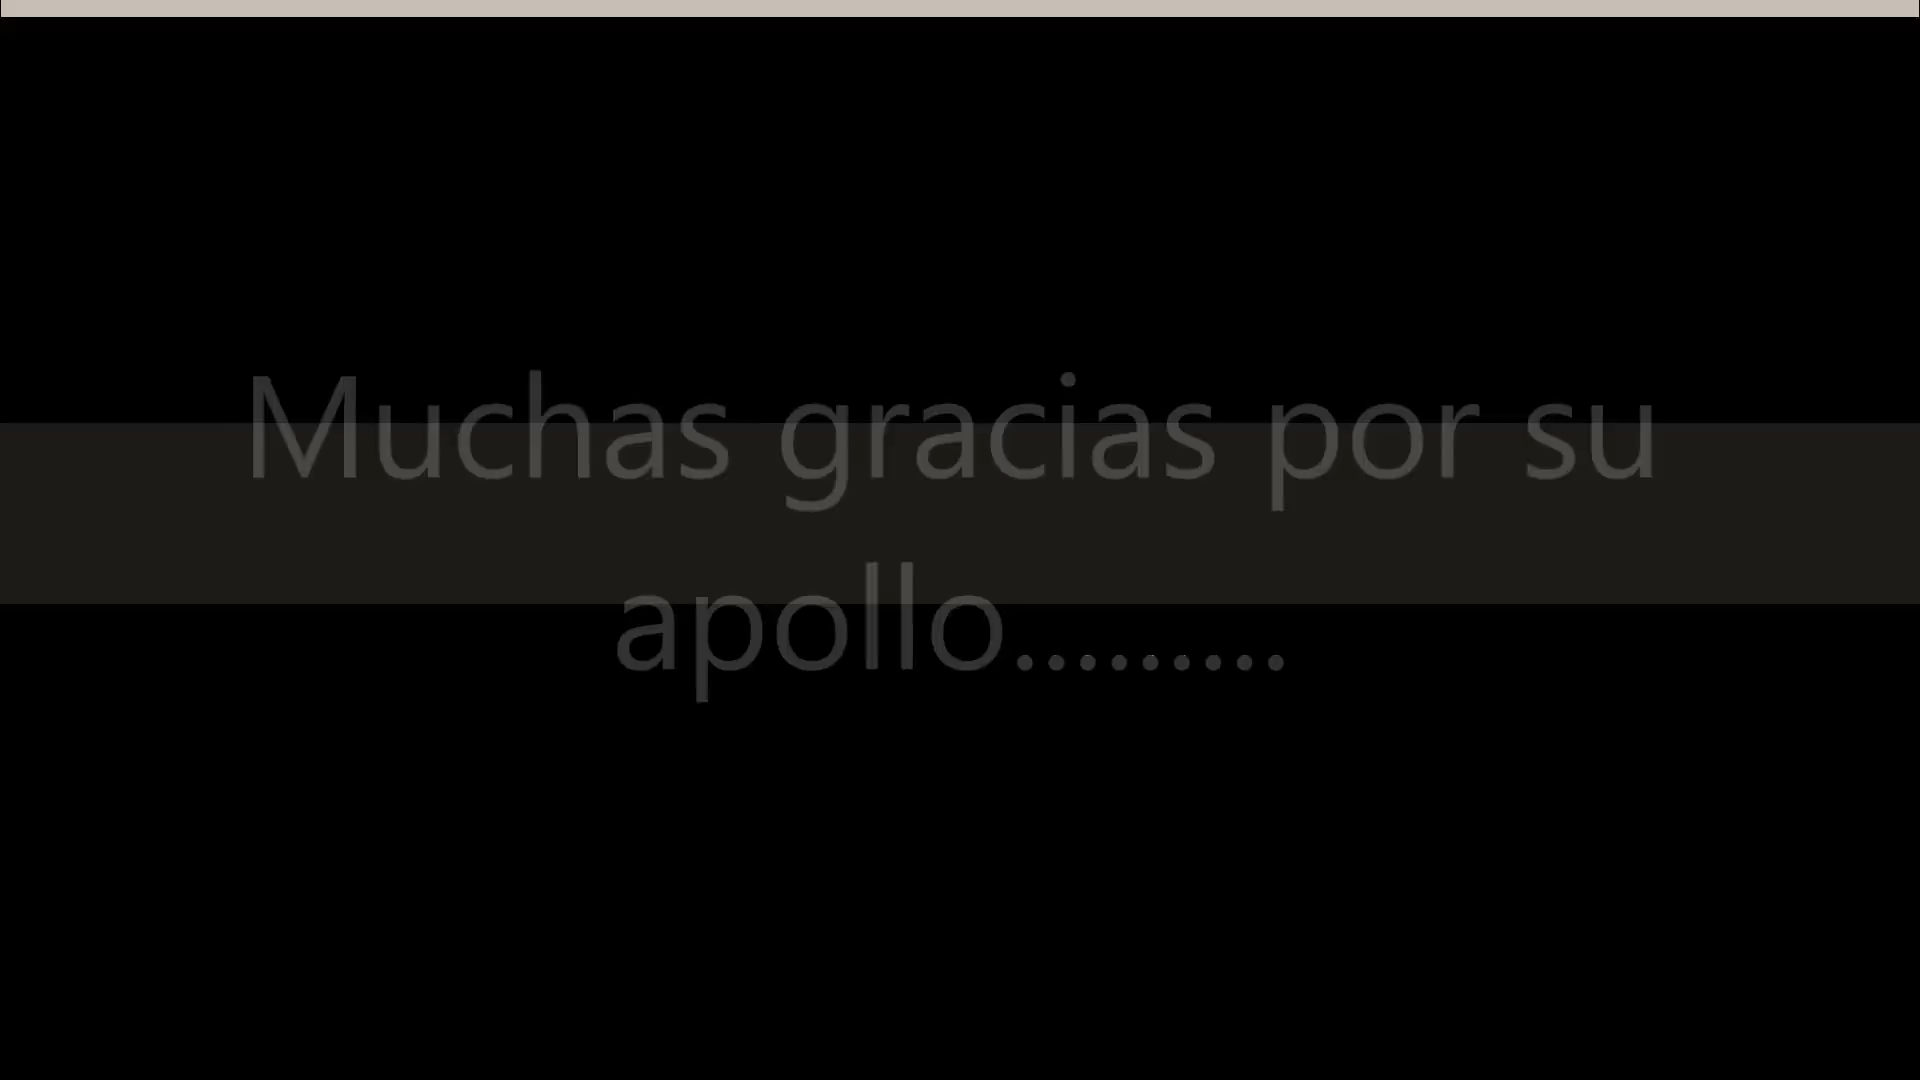 Muchas gracias por su
apollo.........